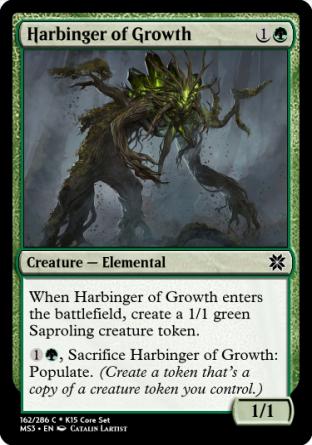 Harbinger of Growth 1
Creature — Elemental
When Harbinger of Growth enters
the battlefield, create a 1/1 green
Saproling creature token.
1, Sacrifice Harbinger of Growth:
Populate. (Create a token that's a
copy of a creature token you control.)
1/1
162/286 C * K15 Core Set
MS3 • EN Catalin Lartist